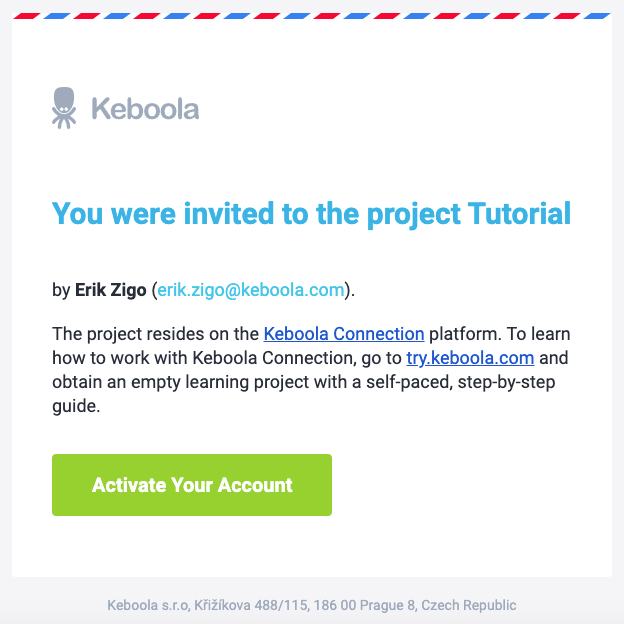 Keboola
You were invited to the project Tutorial
by Erik Zigo (erik.zigo@keboola.com).
The project resides on the Keboola Connection platform. To learn
how to work with Keboola Connection, go to try.keboola.com and
obtain an empty learning project with a self-paced, step-by-step
guide.
Activate Your Account
Keboola s.r.o, Křižíkova 488/115, 186 00 Prague 8, Czech Republic